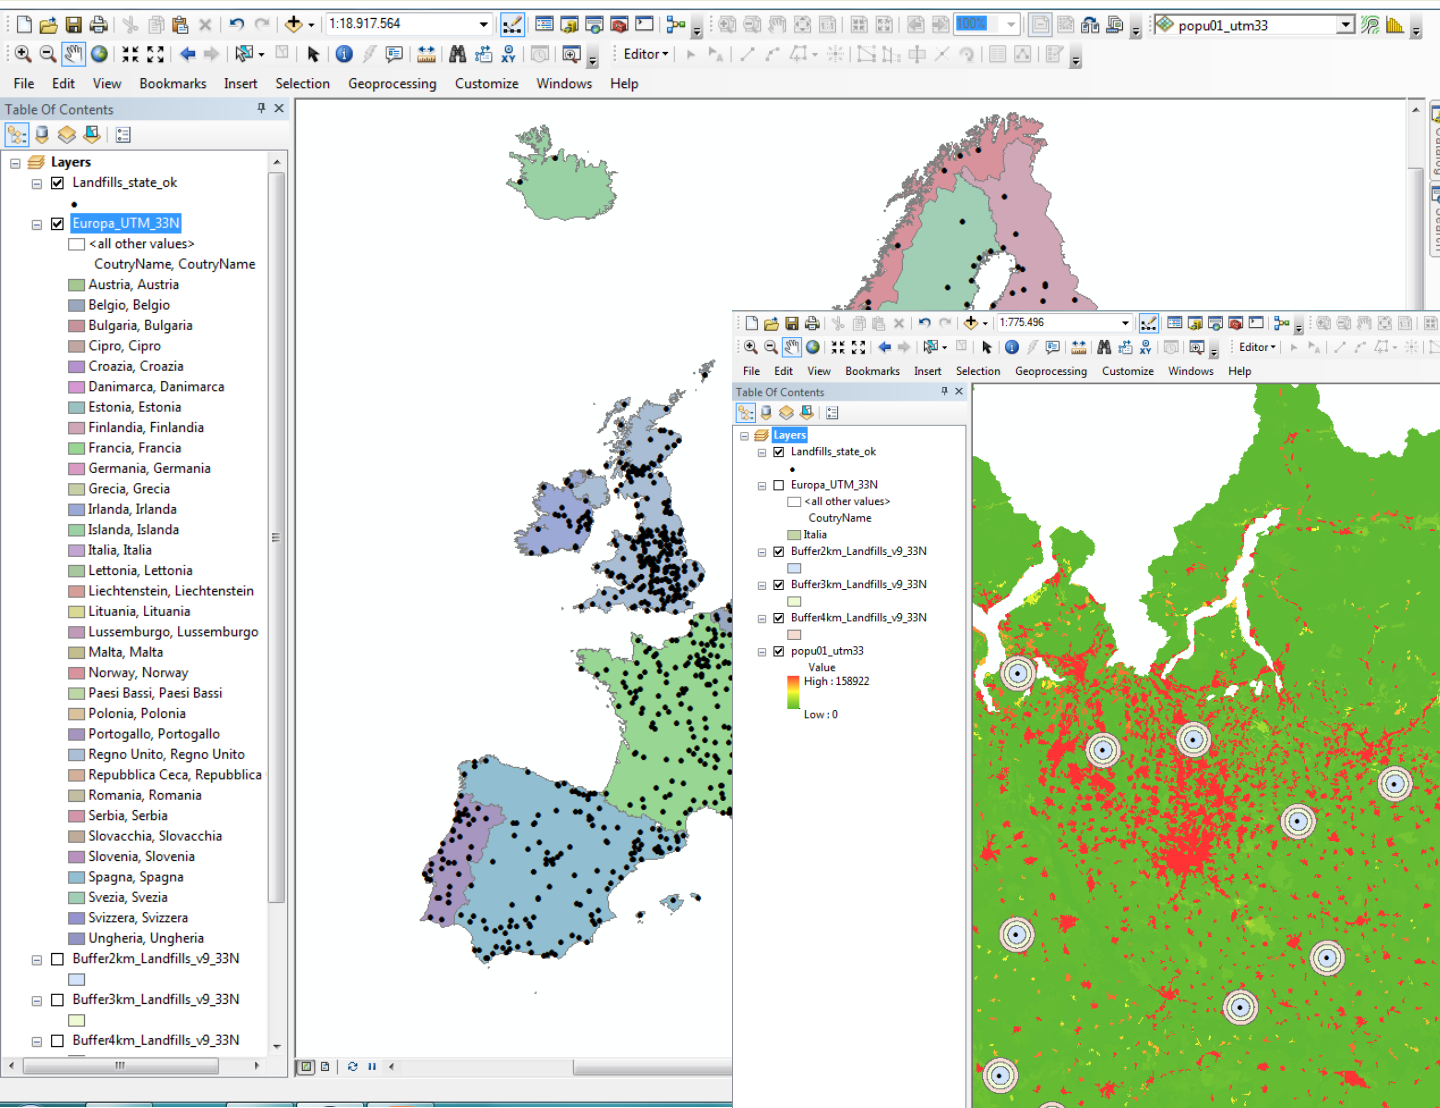 1:18.917.564
100%
popu01_utm33
Editor
File Edit View Bookmarks Insert Selection Geoprocessing Customize Windows Help
Table Of Contents
Layers
Landfills_state_ok
Europa_UTM_33N
<all other values>
CoutryName, CoutryName
Austria, Austria
Belgio, Belgio
Bulgaria, Bulgaria
Cipro, Cipro
Croazia, Croazia
Danimarca, Danimarca
Estonia, Estonia
Finlandia, Finlandia
Francia, Francia
Germania, Germania
Grecia, Grecia
Irlanda, Irlanda
Islanda, Islanda
Italia, Italia
Lettonia, Lettonia
Liechtenstein, Liechtenstein
Lituania, Lituania
Lussemburgo, Lussemburgo
Malta, Malta
Norway, Norway
Paesi Bassi, Paesi Bassi
Polonia, Polonia
Portogallo, Portogallo
Regno Unito, Regno Unito
Repubblica Ceca, Repubblica
Romania, Romania
Serbia, Serbia
Slovacchia, Slovacchia
Slovenia, Slovenia
Spagna, Spagna
Svezia, Svezia
Svizzera, Svizzera
Ungheria, Ungheria
Buffer2km_Landfills_v9_33N
Buffer3km_Landfills_v9_33N
Buffer4km_Landfills_v9_33N
1:775.496
Editor
File Edit View Bookmarks Insert Selection Geoprocessing Customize Windows Help
Table Of Contents
Layers
Landfills_state_ok
Europa_UTM_33N
<all other values>
CoutryName
Italia
Buffer2km_Landfills_v9_33N
Buffer3km_Landfills_v9_33N
Buffer4km_Landfills_v9_33N
popu01_utm33
Value
High : 158922
Low : 0